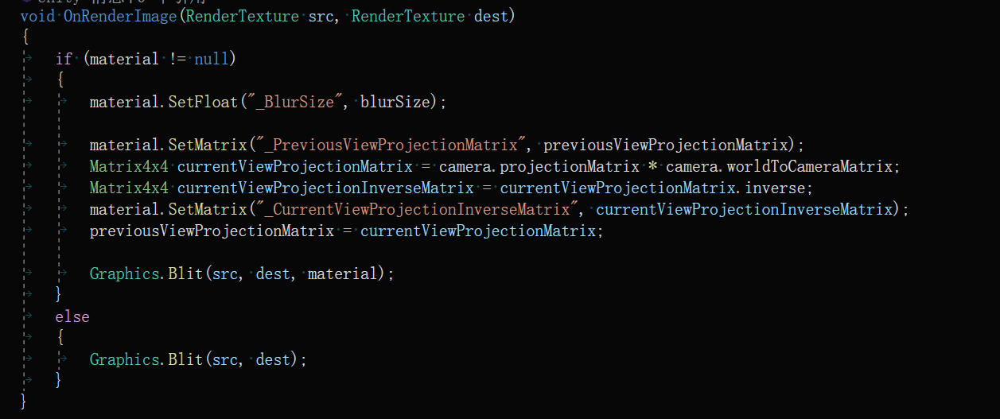 void OnRenderImage(RenderTexture src, RenderTexture dest)
{
if (material != null)
{
material.SetFloat("_BlurSize", blurSize);
material.SetMatrix("_PreviousViewProjectionMatrix", previousViewProjectionMatrix);
Matrix4x4 currentViewProjectionMatrix = camera.projectionMatrix * camera.worldToCameraMatrix;
Matrix4x4 currentViewProjectionInverseMatrix = currentViewProjectionMatrix.inverse;
material.SetMatrix("_CurrentViewProjectionInverseMatrix", currentViewProjectionInverseMatrix);
previousViewProjectionMatrix = currentViewProjectionMatrix;
Graphics.Blit(src, dest, material);
}
else
{
Graphics.Blit(src, dest);
}
}